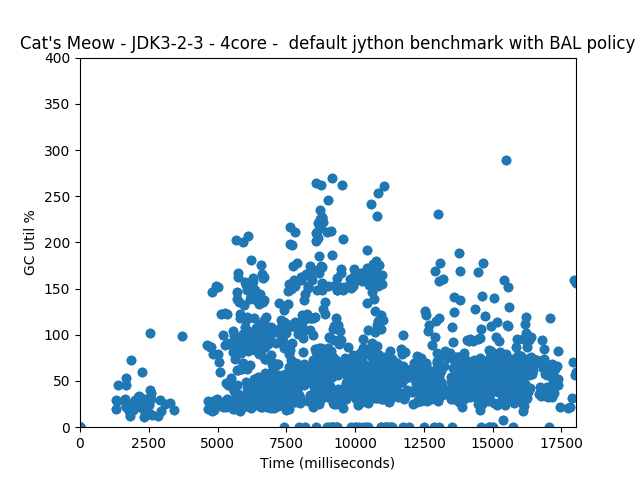 Cat's Meow - JDK3-2-3 - 4core -  default jython benchmark with BAL policy
400
350
300
250
200
150
100
50
0
GC Util %
0 2500 5000 7500 10000 12500 15000 17500
Time (milliseconds)